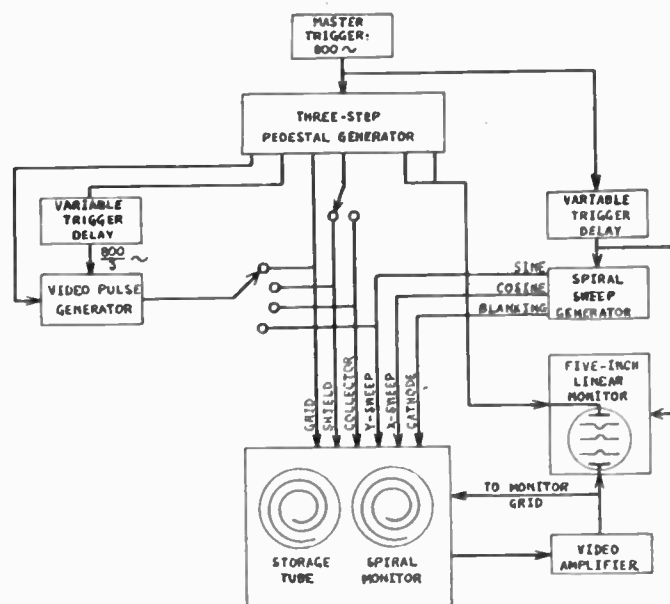 MASTER
TRIGGER:
800 ~
THREE-STEP
PEDESTAL GENERATOR
VARIABLE
TRIGGER
DELAY
800
3 ~
VIDEO PULSE
GENERATOR
VARIABLE
TRIGGER
DELAY
SINE
COSINE
BLANKING
SPIRAL
SWEEP
GENERATOR
GRID
SHIELD
COLLECTOR
Y-SWEEP
X-SWEEP
CATHODE
FIVE-INCH
LINEAR
MONITOR
TO MONITOR
GRID
STORAGE
TUBE
SPIRAL
MONITOR
VIDEO
AMPLIFIER